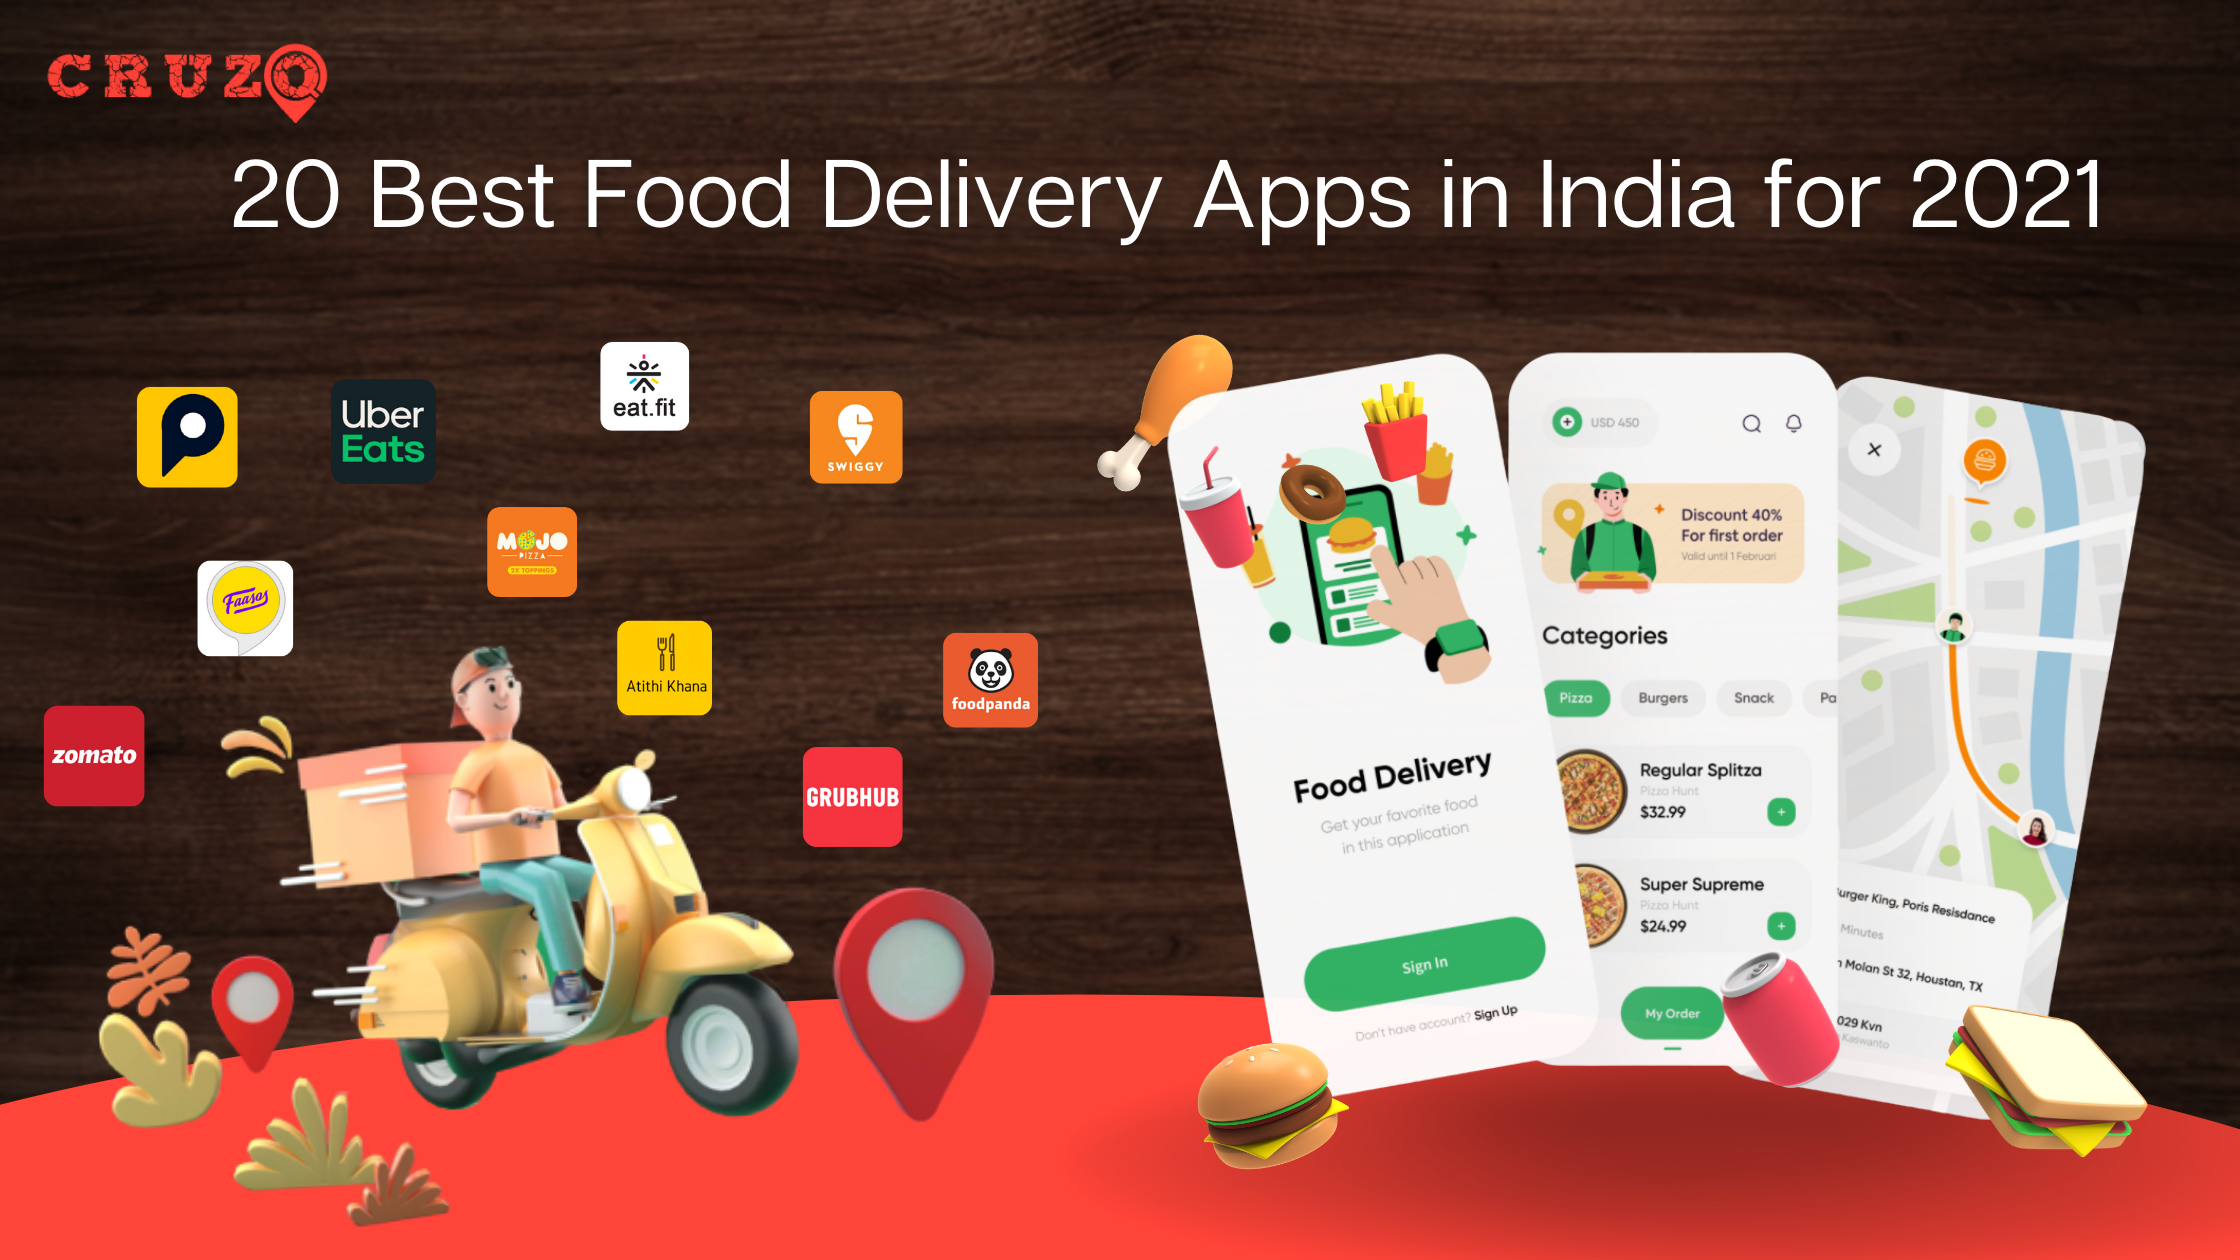 CRUZO
20 Best Food Delivery Apps in India for 2021
Uber
Eats
eat.fit
SWIGGY
MOJO
PIZZA
2X TOPPINGS
Faasos
Atithi Khana
foodpanda
zomato
GRUBHUB
Food Delivery
Get your favorite food
in this application
Sign In
Don't have account? Sign Up
USD 450
Discount 40%
For first order
Valid until 1 Februari
Categories
Pizza
Burgers
Snack
Pa
Regular Splitza
Pizza Hunt
$32.99
+
Super Supreme
Pizza Hunt
$24.99
+
My Order
urger King, Poris Resisdance
Minutes
Molan St 32, Houstan, TX
029 Kvn
Kaswanto